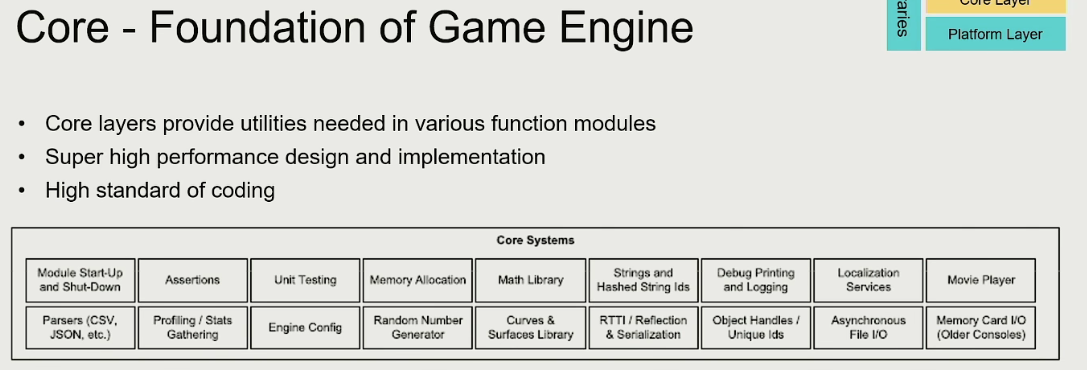 Core - Foundation of Game Engine
aries
Core Layer
Platform Layer
• Core layers provide utilities needed in various function modules
• Super high performance design and implementation
• High standard of coding
Core Systems
Module Start-Up
and Shut-Down
Assertions
Unit Testing
Memory Allocation
Math Library
Strings and
Hashed String Ids
Debug Printing
and Logging
Localization
Services
Movie Player
Parsers (CSV,
JSON, etc.)
Profiling / Stats
Gathering
Engine Config
Random Number
Generator
Curves &
Surfaces Library
RTTI / Reflection
& Serialization
Object Handles /
Unique Ids
Asynchronous
File I/O
Memory Card I/O
(Older Consoles)